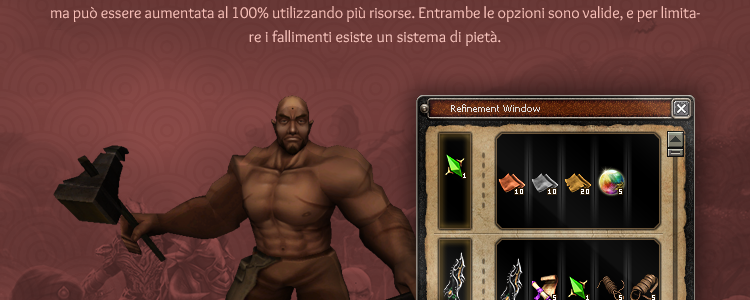 ma può essere aumentata al 100% utilizzando più risorse. Entrambe le opzioni sono valide, e per limita-
re i fallimenti esiste un sistema di pietà.
Refinement Window
1
10 10 20 5
5 1 5 5